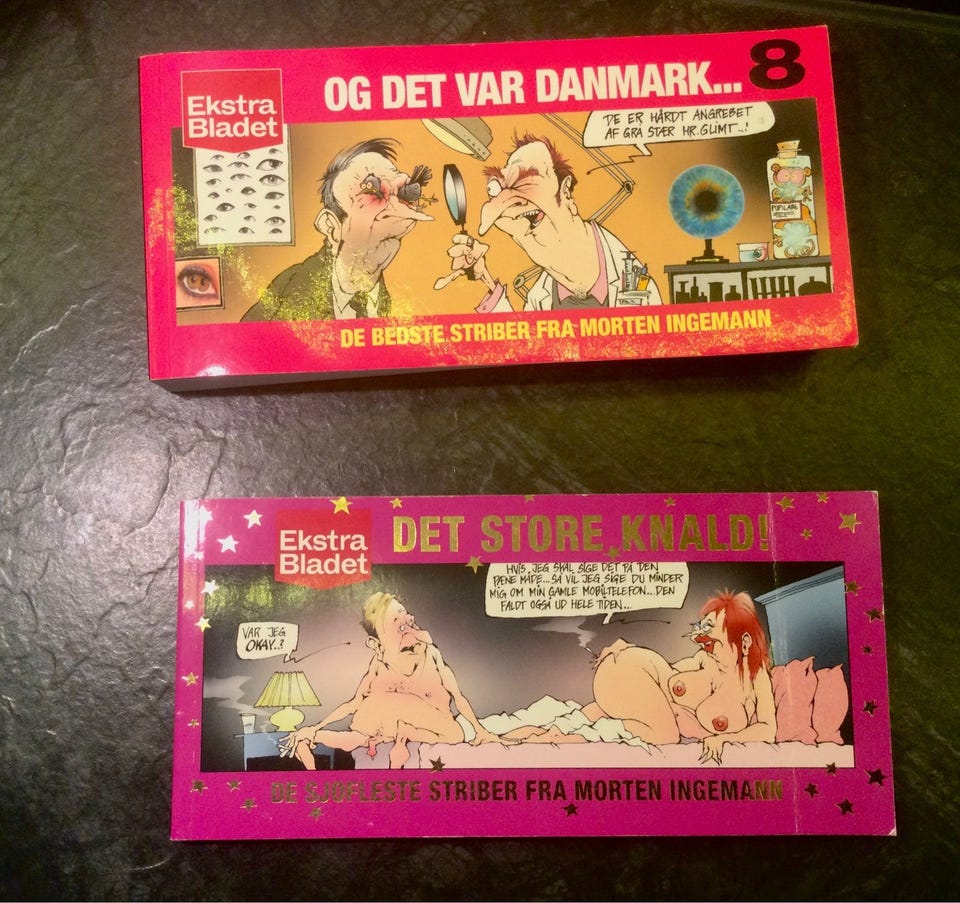 Ekstra
Bladet
OG DET VAR DANMARK... 8
DE ER HÅRDT ANGREBET
AF GRÅ STÆR HR. GLIMT..!
PUPILLARE
DE BEDSTE STRIBER FRA MORTEN INGEMANN
Ekstra
Bladet
DET STORE KNALD!
HVIS JEG SKAL SIGE DET PÅ DEN
PÆNE MÅDE... SÅ VIL JEG SIGE DU MINDER
MIG OM MIN GAMLE MOBILTELEFON... DEN
FALDT OGSÅ UD HELE TIDEN...
VAR JEG
OKAY..?
DE SJOFLESTE STRIBER FRA MORTEN INGEMANN